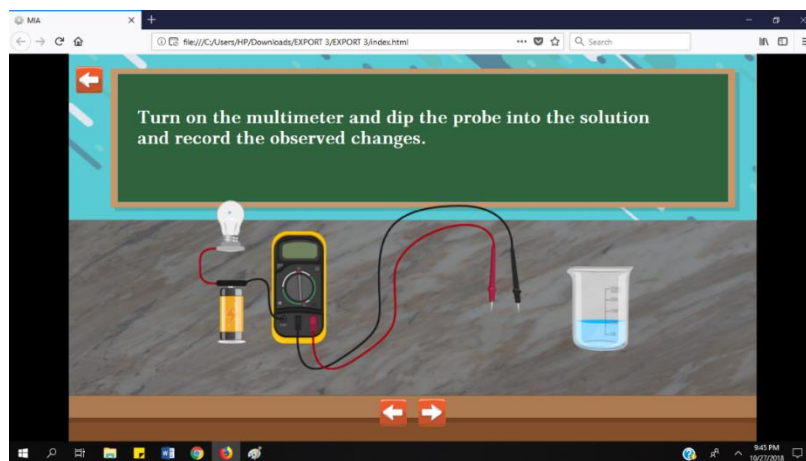 MIA
file:///C:/Users/HP/Downloads/EXPORT 3/EXPORT 3/index.html
Search
Turn on the multimeter and dip the probe into the solution
and record the observed changes.
9:45 PM
10/27/2018